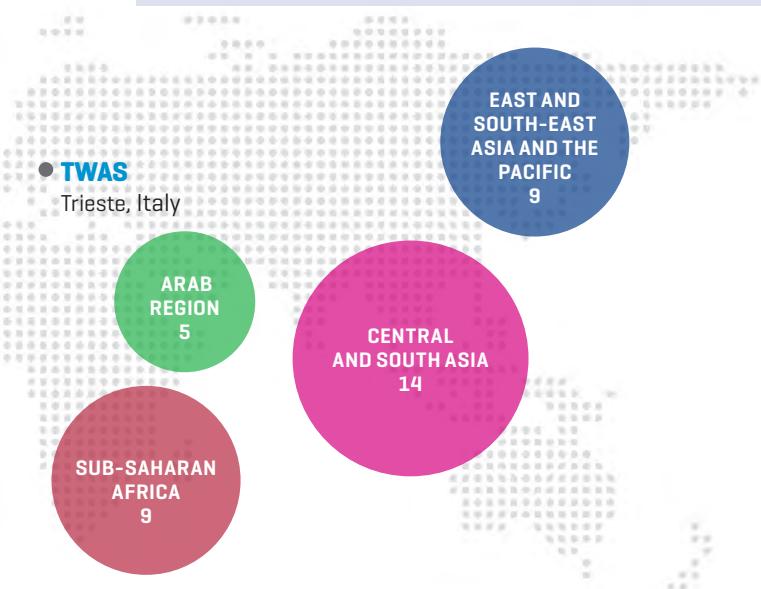 EAST AND
SOUTH-EAST
ASIA AND THE
PACIFIC
9
TWAS
Trieste, Italy
ARAB
REGION
5
CENTRAL
AND SOUTH ASIA
14
SUB-SAHARAN
AFRICA
9